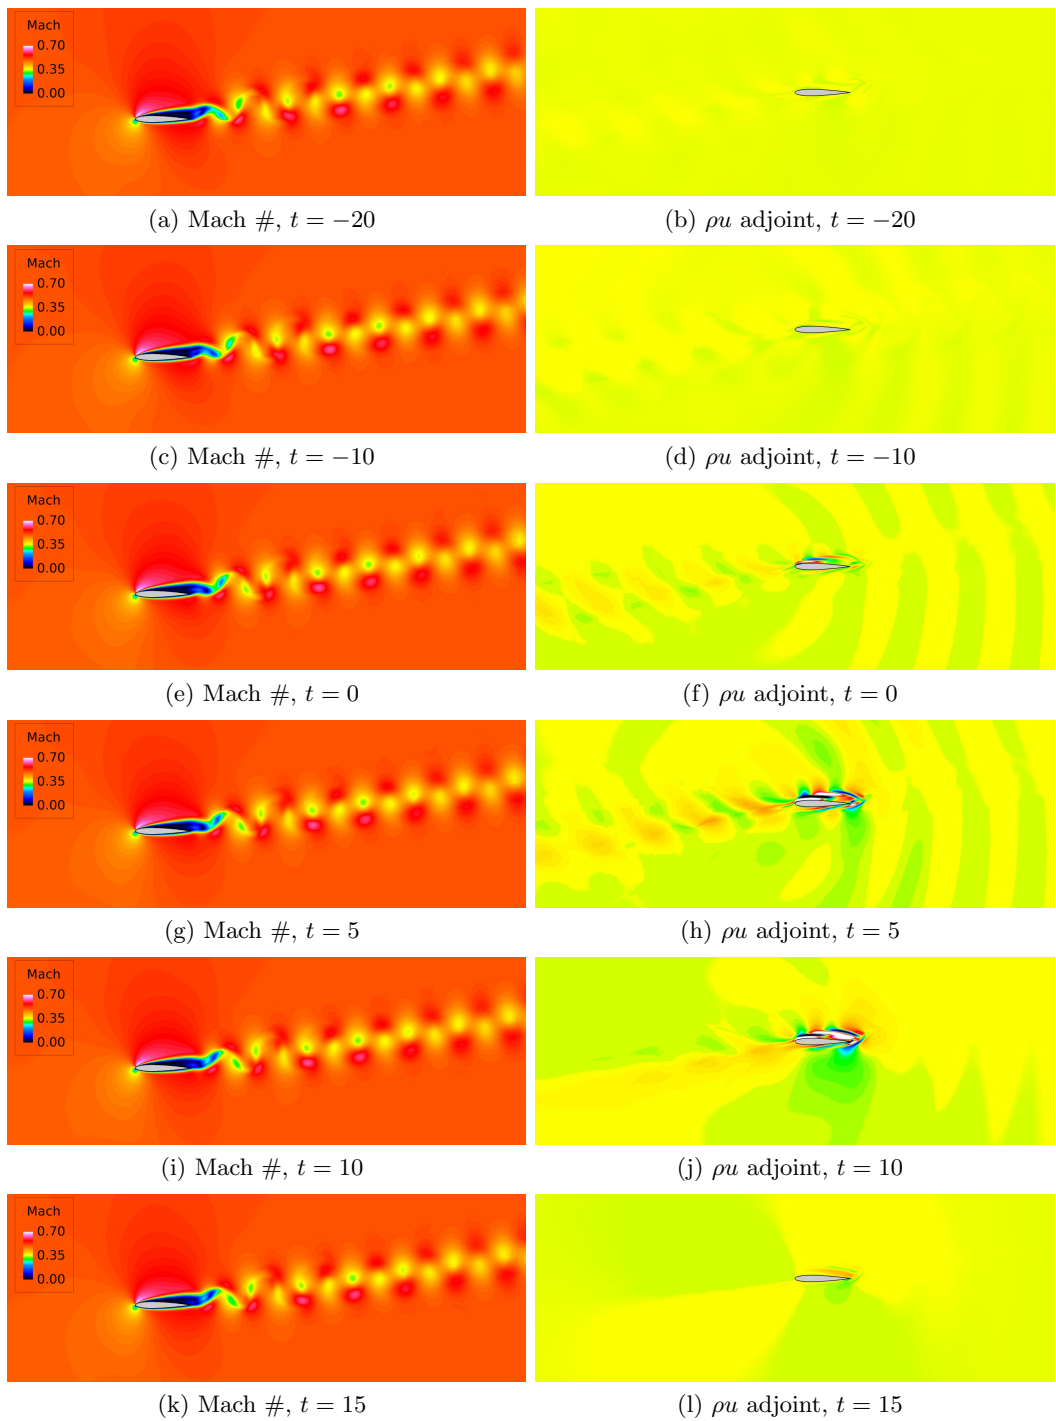 Mach
0.70
0.35
0.00
(a) Mach #, t = −20
(b) ρu adjoint, t = −20
Mach
0.70
0.35
0.00
(c) Mach #, t = −10
(d) ρu adjoint, t = −10
Mach
0.70
0.35
0.00
(e) Mach #, t = 0
(f) ρu adjoint, t = 0
Mach
0.70
0.35
0.00
(g) Mach #, t = 5
(h) ρu adjoint, t = 5
Mach
0.70
0.35
0.00
(i) Mach #, t = 10
(j) ρu adjoint, t = 10
Mach
0.70
0.35
0.00
(k) Mach #, t = 15
(l) ρu adjoint, t = 15